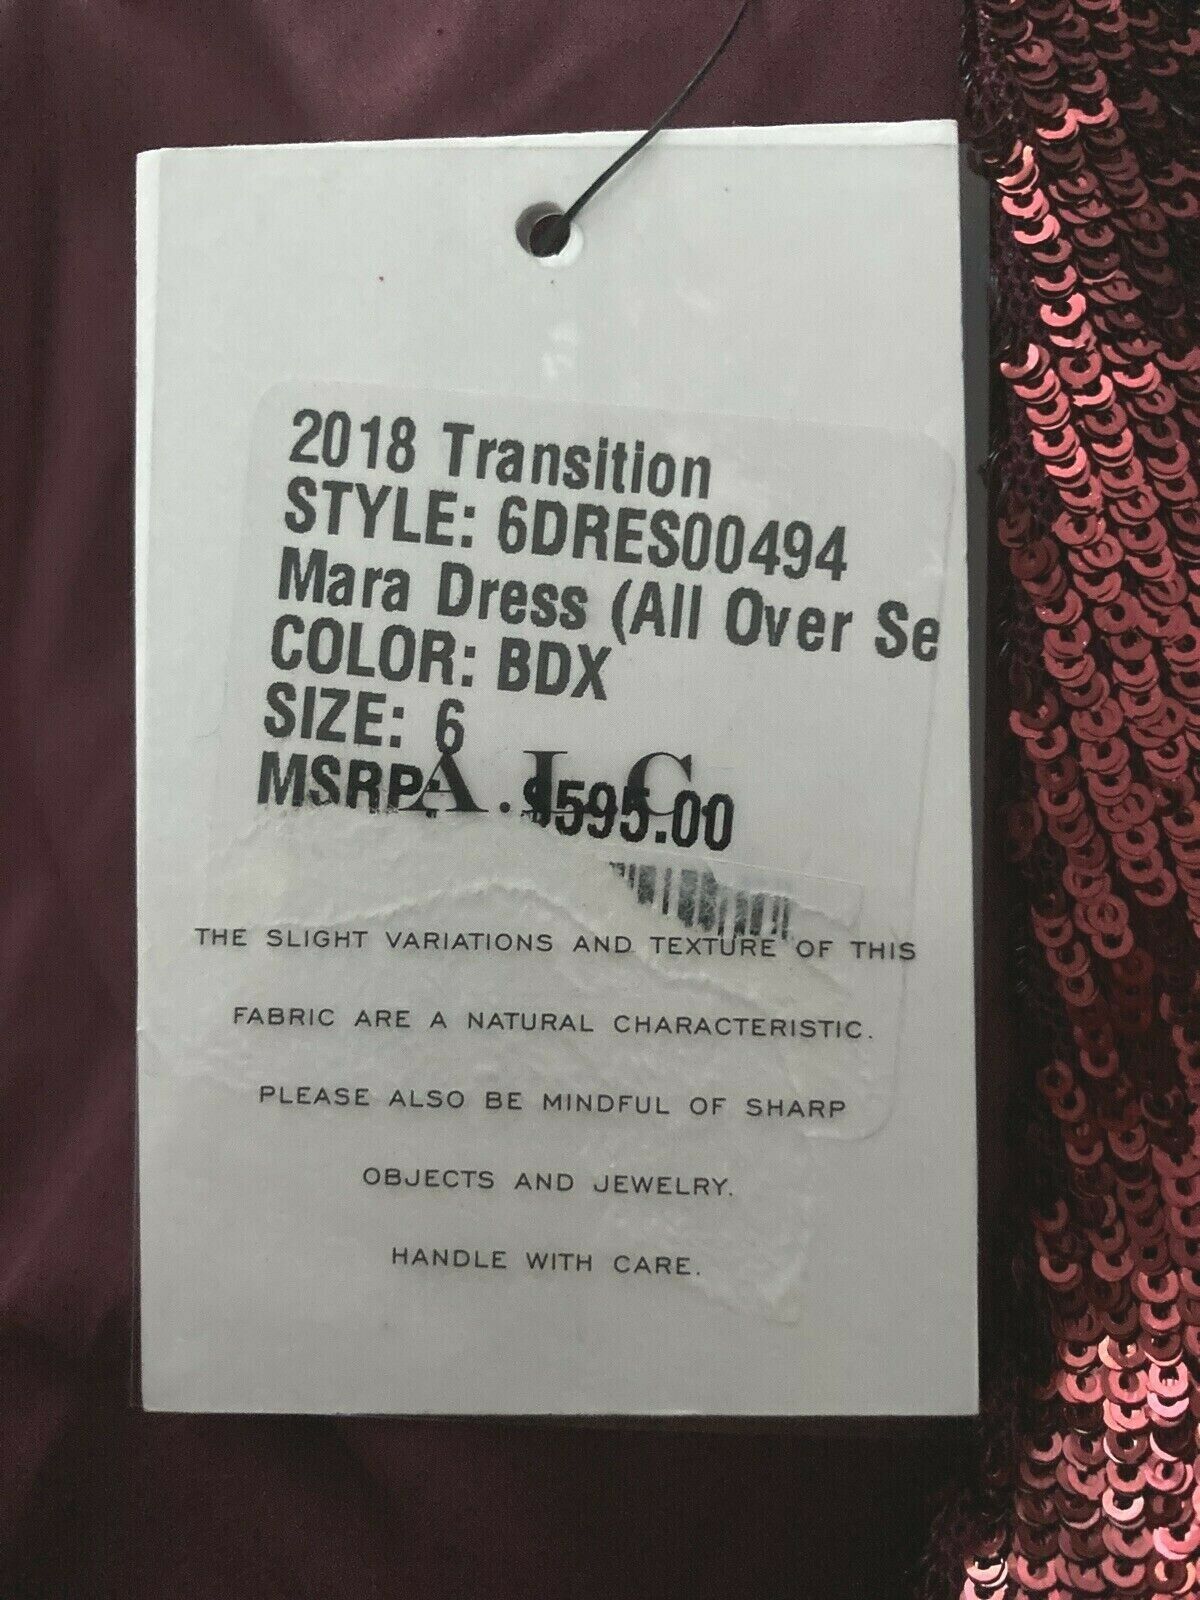 2018 Transition
STYLE: 6DRES00494
Mara Dress (All Over Se
COLOR: BDX
SIZE: 6
MSRP: $595.00
A.L.C.
THE SLIGHT VARIATIONS AND TEXTURE OF THIS
FABRIC ARE A NATURAL CHARACTERISTIC.
PLEASE ALSO BE MINDFUL OF SHARP
OBJECTS AND JEWELRY.
HANDLE WITH CARE.